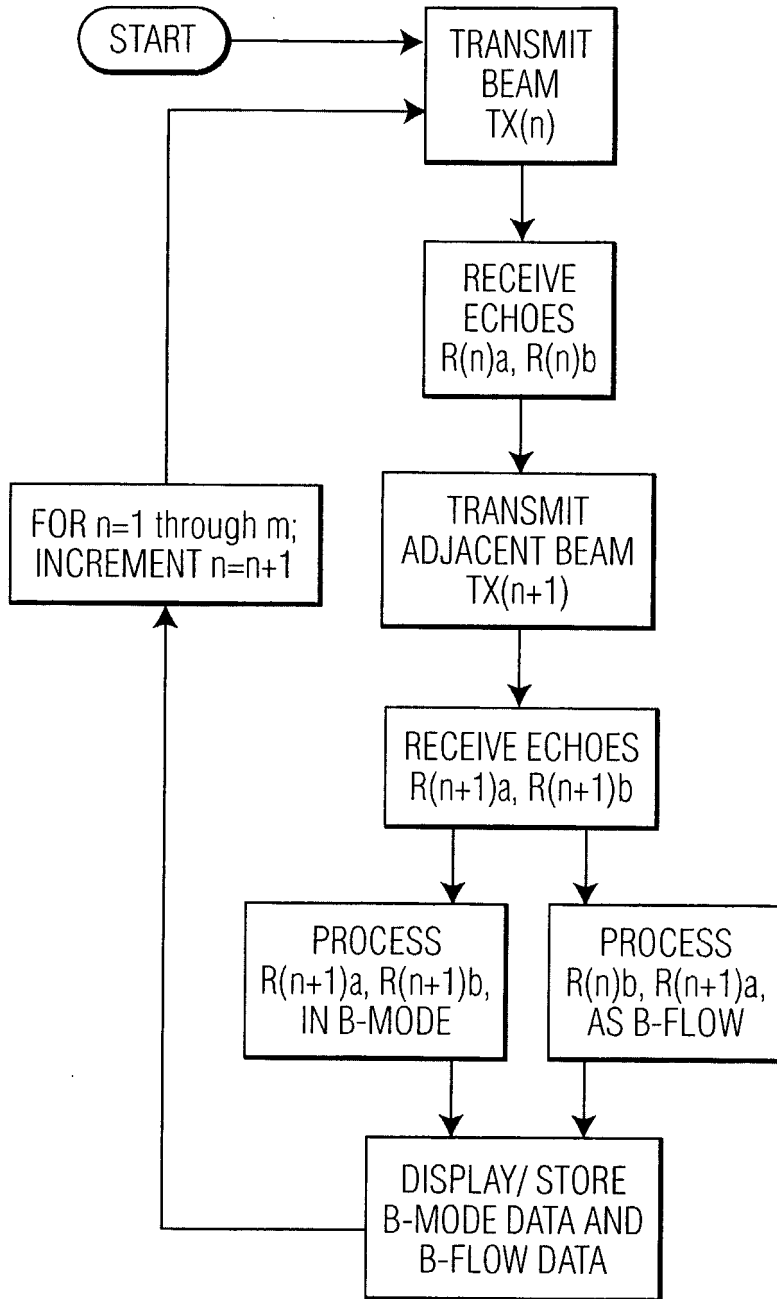 START
TRANSMIT
BEAM
TX(n)
RECEIVE
ECHOES
R(n)a, R(n)b
TRANSMIT
ADJACENT BEAM
TX(n+1)
FOR n=1 through m;
INCREMENT n=n+1
RECEIVE ECHOES
R(n+1)a, R(n+1)b
PROCESS
R(n+1)a, R(n+1)b,
IN B-MODE
PROCESS
R(n)b, R(n+1)a,
AS B-FLOW
DISPLAY/ STORE
B-MODE DATA AND
B-FLOW DATA